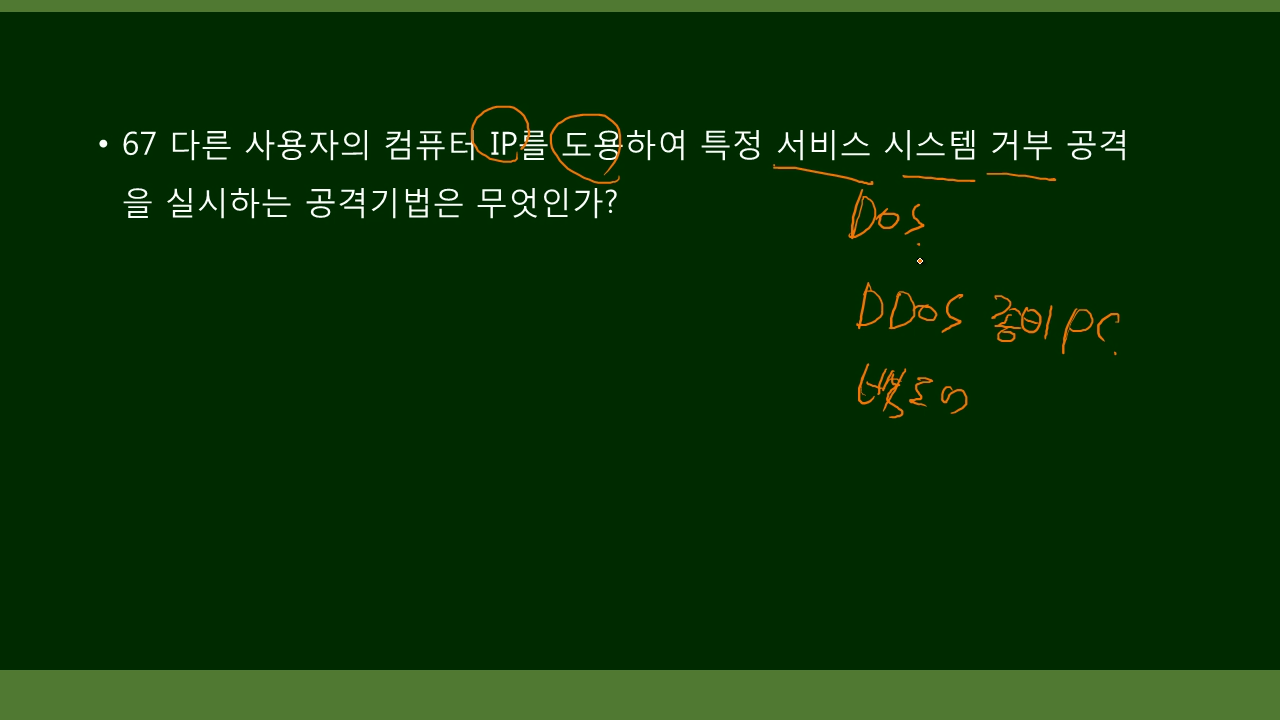 • 67 다른 사용자의 컴퓨터 IP를 도용하여 특정 서비스 시스템 거부 공격
을 실시하는 공격기법은 무엇인가?
DOS
DDOS 좀비 PC